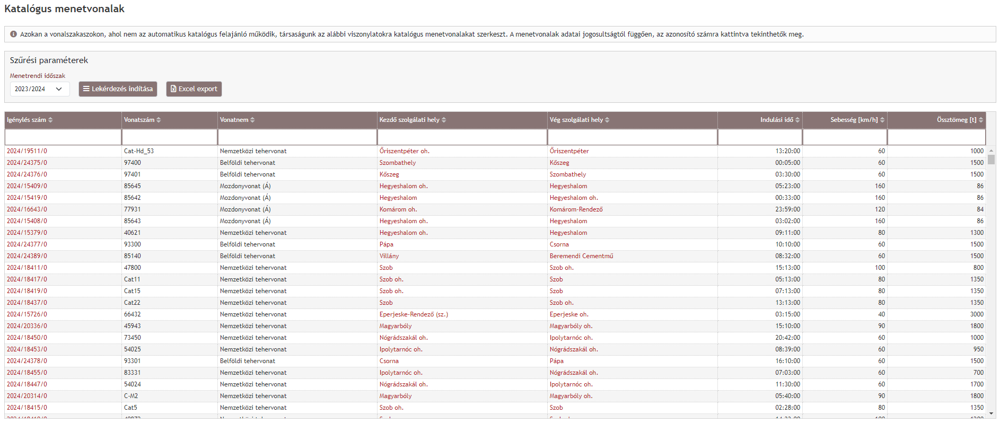 Katalógus menetvonalak
Azokan a vonalszakaszokon, ahol nem az automatikus katalógus felajánló működik, társaságunk az alábbi viszonylatokra katalógus menetvonalakat szerkeszt. A menetvonalak adatai jogosultságtól függően, az azonosító számra kattintva tekinthetők meg.
Szűrési paraméterek
Menetrendi időszak
2023/2024 Lekérdezés indítása Excel export
Igénylés szám Vonatszám Vonatnem Kezdő szolgálati hely Vég szolgálati hely Indulási idő Sebesség [km/h] Össztömeg [t]
2024/19511/0 Cat-Hd_53 Nemzetközi tehervonat Őriszentpéter oh. Őriszentpéter 13:20:00 60 1000
2024/24375/0 97400 Belföldi tehervonat Szombathely Kőszeg 00:05:00 60 1500
2024/24376/0 97401 Belföldi tehervonat Kőszeg Szombathely 03:30:00 60 1500
2024/15409/0 85645 Mozdonyvonat (Á) Hegyeshalom oh. Hegyeshalom 05:23:00 160 86
2024/15419/0 85642 Mozdonyvonat (Á) Hegyeshalom Hegyeshalom oh. 00:33:00 160 86
2024/16643/0 77931 Mozdonyvonat (Á) Komárom oh. Komárom-Rendező 23:59:00 120 84
2024/15408/0 85643 Mozdonyvonat (Á) Hegyeshalom oh. Hegyeshalom 03:02:00 160 86
2024/15379/0 40621 Nemzetközi tehervonat Hegyeshalom oh. Hegyeshalom 09:11:00 80 1300
2024/24377/0 93300 Belföldi tehervonat Pápa Csorna 10:10:00 60 1500
2024/24389/0 85140 Belföldi tehervonat Villány Beremendi Cementmű 08:32:00 60 1500
2024/18411/0 47800 Nemzetközi tehervonat Szob Szob oh. 15:13:00 100 800
2024/18417/0 Cat11 Nemzetközi tehervonat Szob oh. Szob 05:13:00 80 1350
2024/18419/0 Cat15 Nemzetközi tehervonat Szob oh. Szob 07:13:00 80 1350
2024/18437/0 Cat22 Nemzetközi tehervonat Szob Szob oh. 13:13:00 80 1350
2024/15726/0 66432 Nemzetközi tehervonat Eperjeske-Rendező (sz.) Eperjeske oh. 03:15:00 40 3000
2024/20336/0 45943 Nemzetközi tehervonat Magyarbóly Magyarbóly oh. 15:10:00 90 1800
2024/18450/0 73450 Nemzetközi tehervonat Nógrádszakál oh. Ipolytarnóc oh. 20:42:00 60 1000
2024/18453/0 54025 Nemzetközi tehervonat Ipolytarnóc oh. Nógrádszakál oh. 08:39:00 60 950
2024/24378/0 93301 Belföldi tehervonat Csorna Pápa 16:10:00 60 1500
2024/18455/0 83331 Nemzetközi tehervonat Ipolytarnóc oh. Nógrádszakál oh. 07:03:00 60 700
2024/18447/0 54024 Nemzetközi tehervonat Nógrádszakál oh. Ipolytarnóc oh. 11:30:00 60 1700
2024/20314/0 C-M2 Nemzetközi tehervonat Magyarbóly Magyarbóly oh. 05:40:00 90 1800
2024/18415/0 Cat5 Nemzetközi tehervonat Szob oh. Szob 02:28:00 80 1350